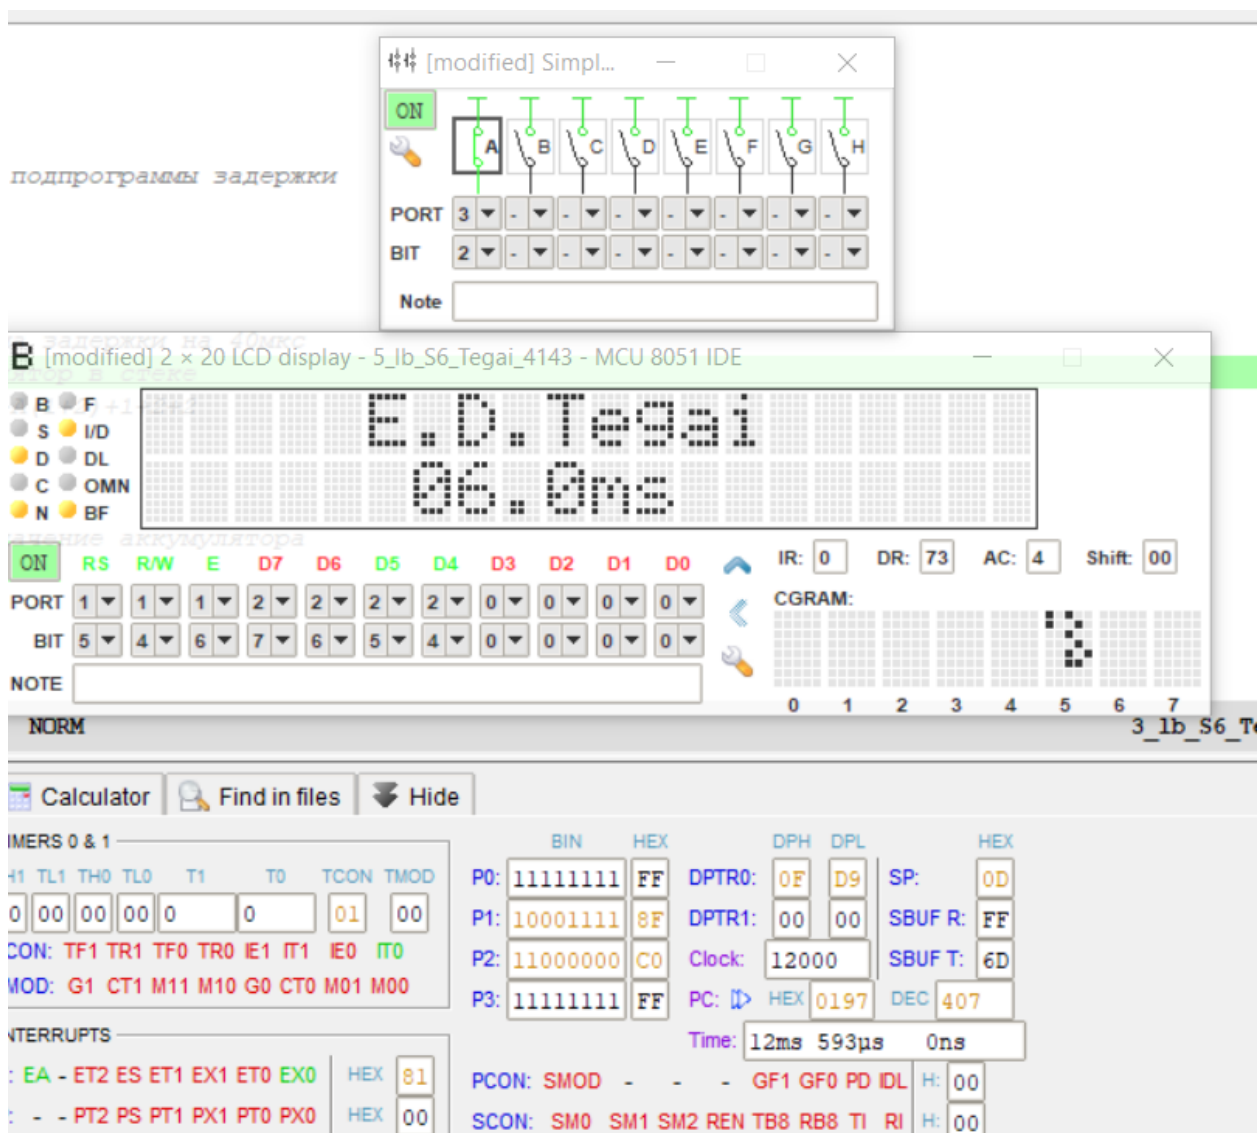 [modified] Simpl...
ON
A B C D E F G H
подпрограммы задержки
PORT 3 - - - - - - -
BIT 2 - - - - - - -
Note
задержки на 40мкс
[modified] 2 × 20 LCD display - 5_lb_S6_Tegai_4143 - MCU 8051 IDE
в стеке
B F
S I/D
D DL
C OMN
N BF
E.D.Tegai
06.0ms
аккумулятора
ON RS R/W E D7 D6 D5 D4 D3 D2 D1 D0
IR: 0 DR: 73 AC: 4 Shift: 00
PORT 1 1 1 2 2 2 2 0 0 0 0
CGRAM:
BIT 5 4 6 7 6 5 4 0 0 0 0
NOTE
0 1 2 3 4 5 6 7
NORM
3_lb_S6_Te
Calculator Find in files Hide
IMERS 0 & 1
H1 TL1 TH0 TL0 T1 T0 TCON TMOD
0 00 00 00 0 0 01 00
CON: TF1 TR1 TF0 TR0 IE1 IT1 IE0 IT0
MOD: G1 CT1 M11 M10 G0 CT0 M01 M00
NTERRUPTS
: EA - ET2 ES ET1 EX1 ET0 EX0 HEX 81
: - - PT2 PS PT1 PX1 PT0 PX0 HEX 00
BIN HEX
P0: 11111111 FF
P1: 10001111 8F
P2: 11000000 C0
P3: 11111111 FF
DPH DPL
DPTR0: 0F D9
DPTR1: 00 00
Clock: 12000
HEX
SP: 0D
SBUF R: FF
SBUF T: 6D
PC: HEX 0197 DEC 407
Time: 12ms 593µs 0ns
PCON: SMOD - - - GF1 GF0 PD IDL H: 00
SCON: SM0 SM1 SM2 REN TB8 RB8 TI RI H: 00